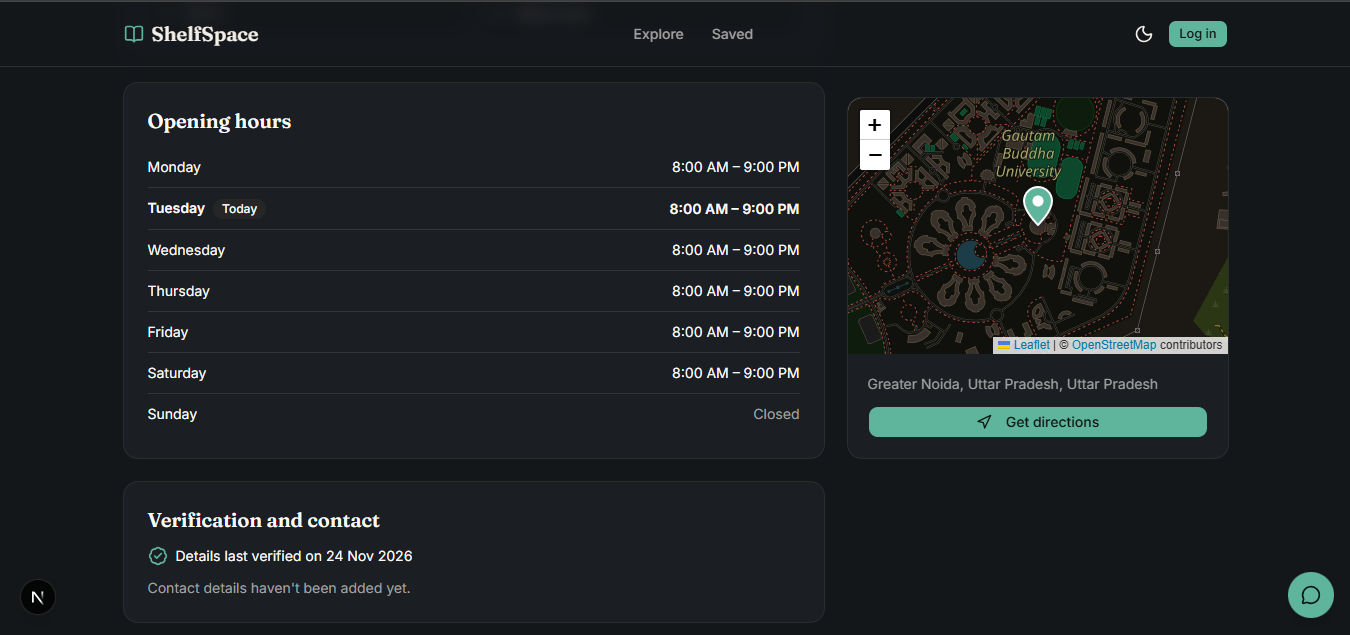 ShelfSpace
Explore
Saved
Log in
Opening hours
Monday 8:00 AM – 9:00 PM
Tuesday Today 8:00 AM – 9:00 PM
Wednesday 8:00 AM – 9:00 PM
Thursday 8:00 AM – 9:00 PM
Friday 8:00 AM – 9:00 PM
Saturday 8:00 AM – 9:00 PM
Sunday Closed
+
−
Gautam
Buddha
University
Leaflet | © OpenStreetMap contributors
Greater Noida, Uttar Pradesh, Uttar Pradesh
Get directions
Verification and contact
Details last verified on 24 Nov 2026
Contact details haven't been added yet.
N